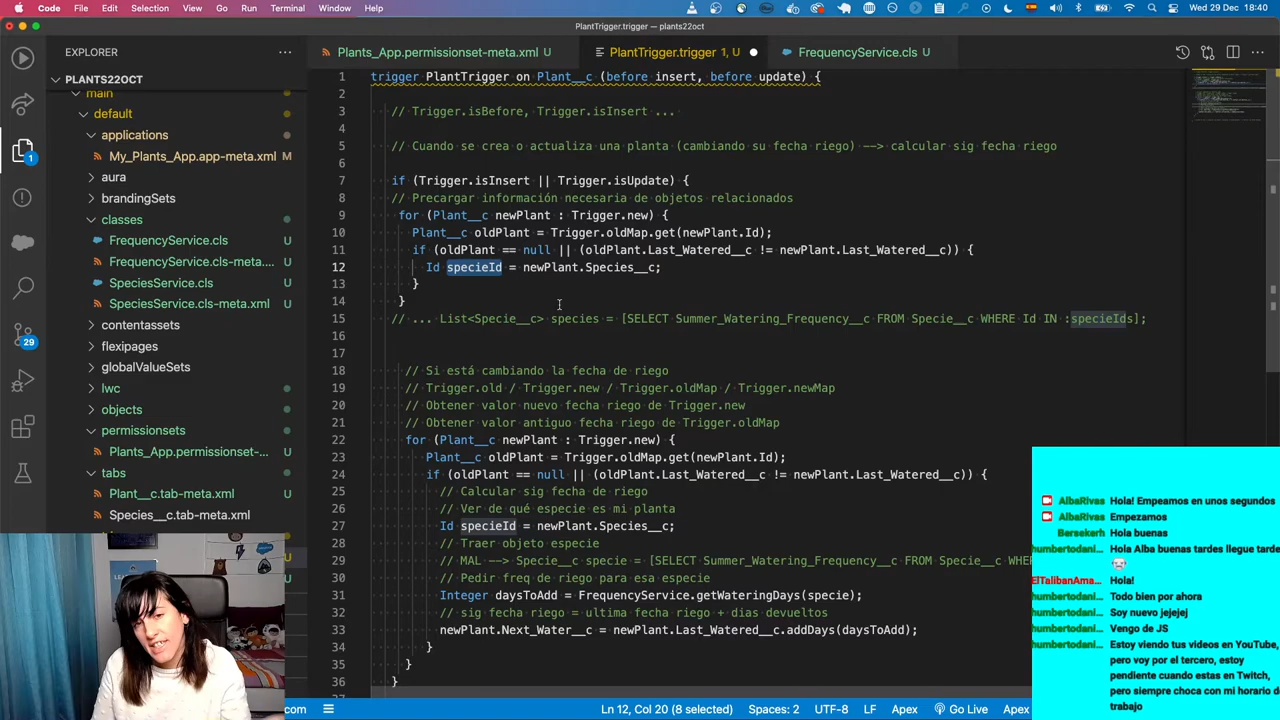 Code File Edit Selection View Go Run Terminal Window Help
Wed 29 Dec 18:40
PlantTrigger.trigger — plants22oct
EXPLORER
PLANTS22OCT
main
default
applications
My_Plants_App.app-meta.xml M
aura
brandingSets
classes
FrequencyService.cls U
FrequencyService.cls-meta.... U
SpeciesService.cls U
SpeciesService.cls-meta.xml U
contentassets
flexipages
globalValueSets
lwc
objects
permissionsets
Plants_App.permissionset-... U
tabs
Plant__c.tab-meta.xml U
Species__c.tab-meta.xml U
1
29
Plants_App.permissionset-meta.xml U
PlantTrigger.trigger 1, U
FrequencyService.cls U
1 trigger PlantTrigger on Plant__c (before insert, before update) {
2
3 // Trigger.isBefore, Trigger.isInsert ...
4
5 // Cuando se crea o actualiza una planta (cambiando su fecha riego) --> calcular sig fecha riego
6
7 if (Trigger.isInsert || Trigger.isUpdate) {
8 // Precargar información necesaria de objetos relacionados
9 for (Plant__c newPlant : Trigger.new) {
10 Plant__c oldPlant = Trigger.oldMap.get(newPlant.Id);
11 if (oldPlant == null || (oldPlant.Last_Watered__c != newPlant.Last_Watered__c)) {
12 Id specieId = newPlant.Species__c;
13 }
14 }
15 // ... List<Specie__c> species = [SELECT Summer_Watering_Frequency__c FROM Specie__c WHERE Id IN :specieIds];
16
17
18 // Si está cambiando la fecha de riego
19 // Trigger.old / Trigger.new / Trigger.oldMap / Trigger.newMap
20 // Obtener valor nuevo fecha riego de Trigger.new
21 // Obtener valor antiguo fecha riego de Trigger.oldMap
22 for (Plant__c newPlant : Trigger.new) {
23 Plant__c oldPlant = Trigger.oldMap.get(newPlant.Id);
24 if (oldPlant == null || (oldPlant.Last_Watered__c != newPlant.Last_Watered__c)) {
25 // Calcular sig fecha de riego
26 // Ver de qué especie es mi planta
27 Id specieId = newPlant.Species__c;
28 // Traer objeto especie
29 // MAL --> Specie__c specie = [SELECT Summer_Watering_Frequency__c FROM Specie__c WHER
30 // Pedir freq de riego para esa especie
31 Integer daysToAdd = FrequencyService.getWateringDays(specie);
32 // sig fecha riego = ultima fecha riego + dias devueltos
33 newPlant.Next_Water__c = newPlant.Last_Watered__c.addDays(daysToAdd);
34 }
35 }
36 }
AlbaRivas Hola! Empeamos en unos segundos
AlbaRivas Empezamos
Bersekerh Hola buenas
humbertodani... Hola Alba buenas tardes llegue tarde
ElTalibanAma... Hola!
humbertodani... Todo bien por ahora
humbertodani... Soy nuevo jejejej
humbertodani... Vengo de JS
humbertodani... Estoy viendo tus videos en YouTube,
pero voy por el tercero, estoy
pendiente cuando estas en Twitch,
pero siempre choca con mi horario de
trabajo
.com
Ln 12, Col 20 (8 selected) Spaces: 2 UTF-8 LF Apex Go Live Apex